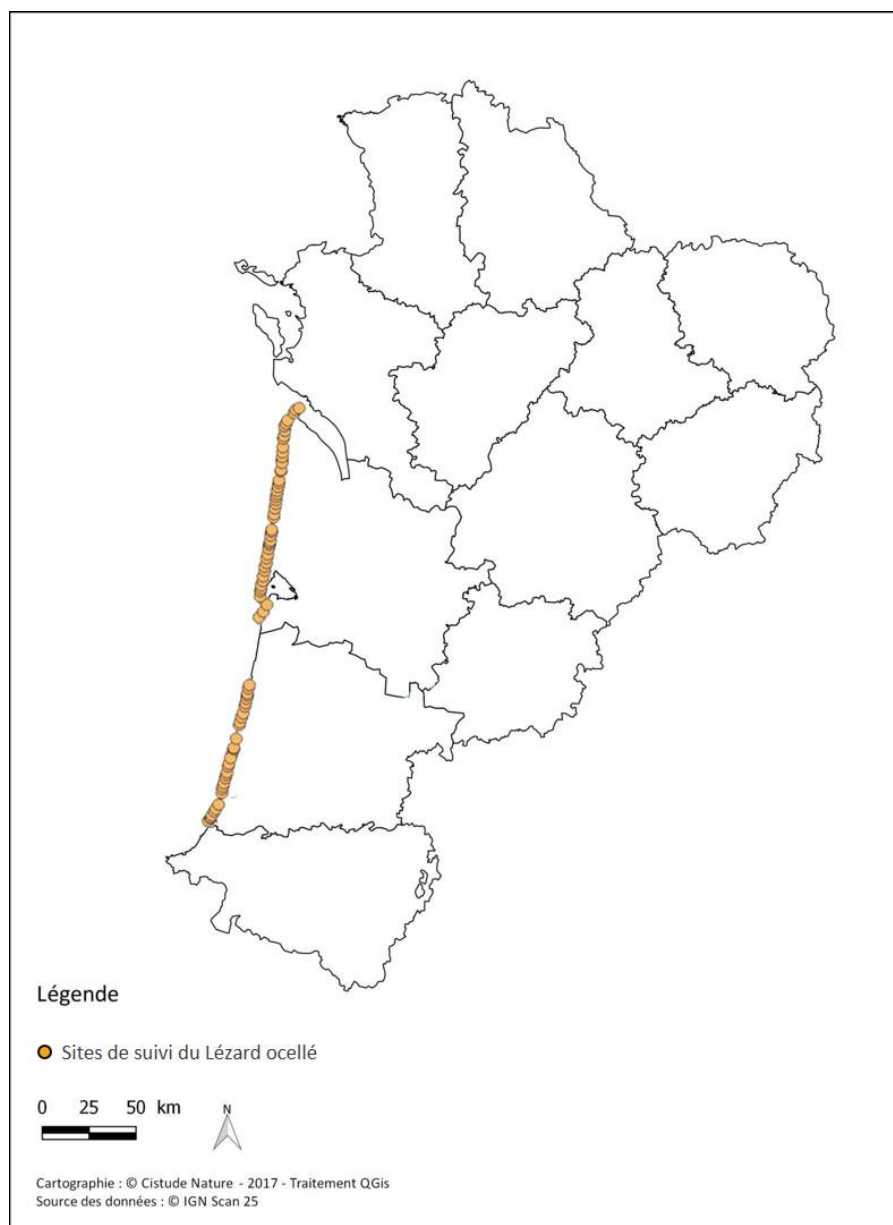 Légende
Sites de suivi du Lézard ocellé
0 25 50 km
N
Cartographie : © Cistude Nature - 2017 - Traitement QGis
Source des données : © IGN Scan 25